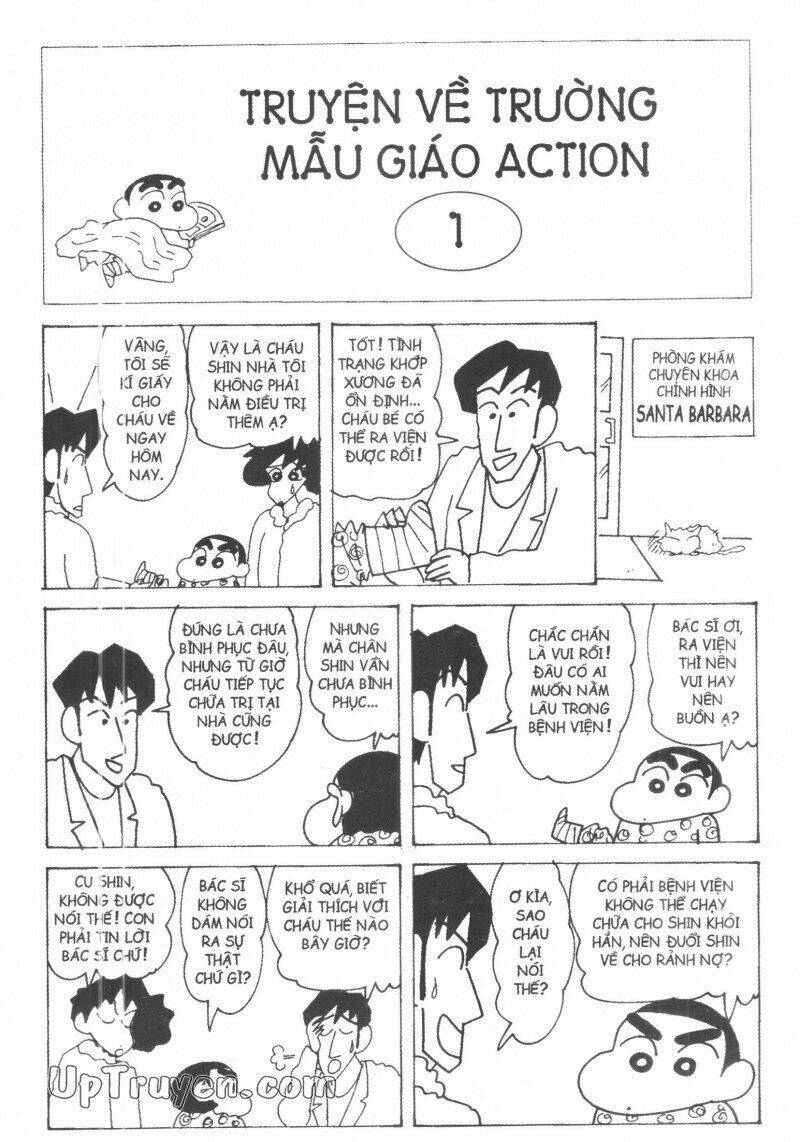 TRUYỆN VỀ TRƯỜNG
MẪU GIÁO ACTION
1
PHÒNG KHÁM
CHUYÊN KHOA
CHỈNH HÌNH
SANTA BARBARA
TỐT! TÌNH
TRẠNG KHỚP
XƯƠNG ĐÃ
ỔN ĐỊNH...
CHÁU BÉ CÓ
THỂ RA VIỆN
ĐƯỢC RỒI!
VẬY LÀ CHÁU
SHIN NHÀ TÔI
KHÔNG PHẢI
NẰM ĐIỀU TRỊ
THÊM Ạ?
VÂNG,
TÔI SẼ
KÍ GIẤY
CHO
CHÁU VỀ
NGAY
HÔM
NAY.
BÁC SĨ ƠI,
RA VIỆN
THÌ NÊN
VUI HAY
NÊN
BUỒN Ạ?
CHẮC CHẮN
LÀ VUI RỒI!
ĐÂU CÓ AI
MUỐN NẰM
LÂU TRONG
BỆNH VIỆN!
NHƯNG
MÀ CHÂN
SHIN VẪN
CHƯA BÌNH
PHỤC...
ĐÚNG LÀ CHƯA
BÌNH PHỤC ĐÂU,
NHƯNG TỪ GIỜ
CHÁU TIẾP TỤC
CHỮA TRỊ TẠI
NHÀ CŨNG
ĐƯỢC!
CÓ PHẢI BỆNH VIỆN
KHÔNG THỂ CHẠY
CHỮA CHO SHIN KHỎI
HẲN, NÊN ĐUỔI SHIN
VỀ CHO RẢNH NỢ?
Ơ KÌA,
SAO
CHÁU
LẠI
NÓI
THẾ?
KHỔ QUÁ, BIẾT
GIẢI THÍCH VỚI
CHÁU THẾ NÀO
BÂY GIỜ?
BÁC SĨ
KHÔNG
DÁM NÓI
RA SỰ
THẬT
CHỨ GÌ?
CU SHIN,
KHÔNG ĐƯỢC
NÓI THẾ! CON
PHẢI TIN LỜI
BÁC SĨ CHỨ!
UpTruyen.com